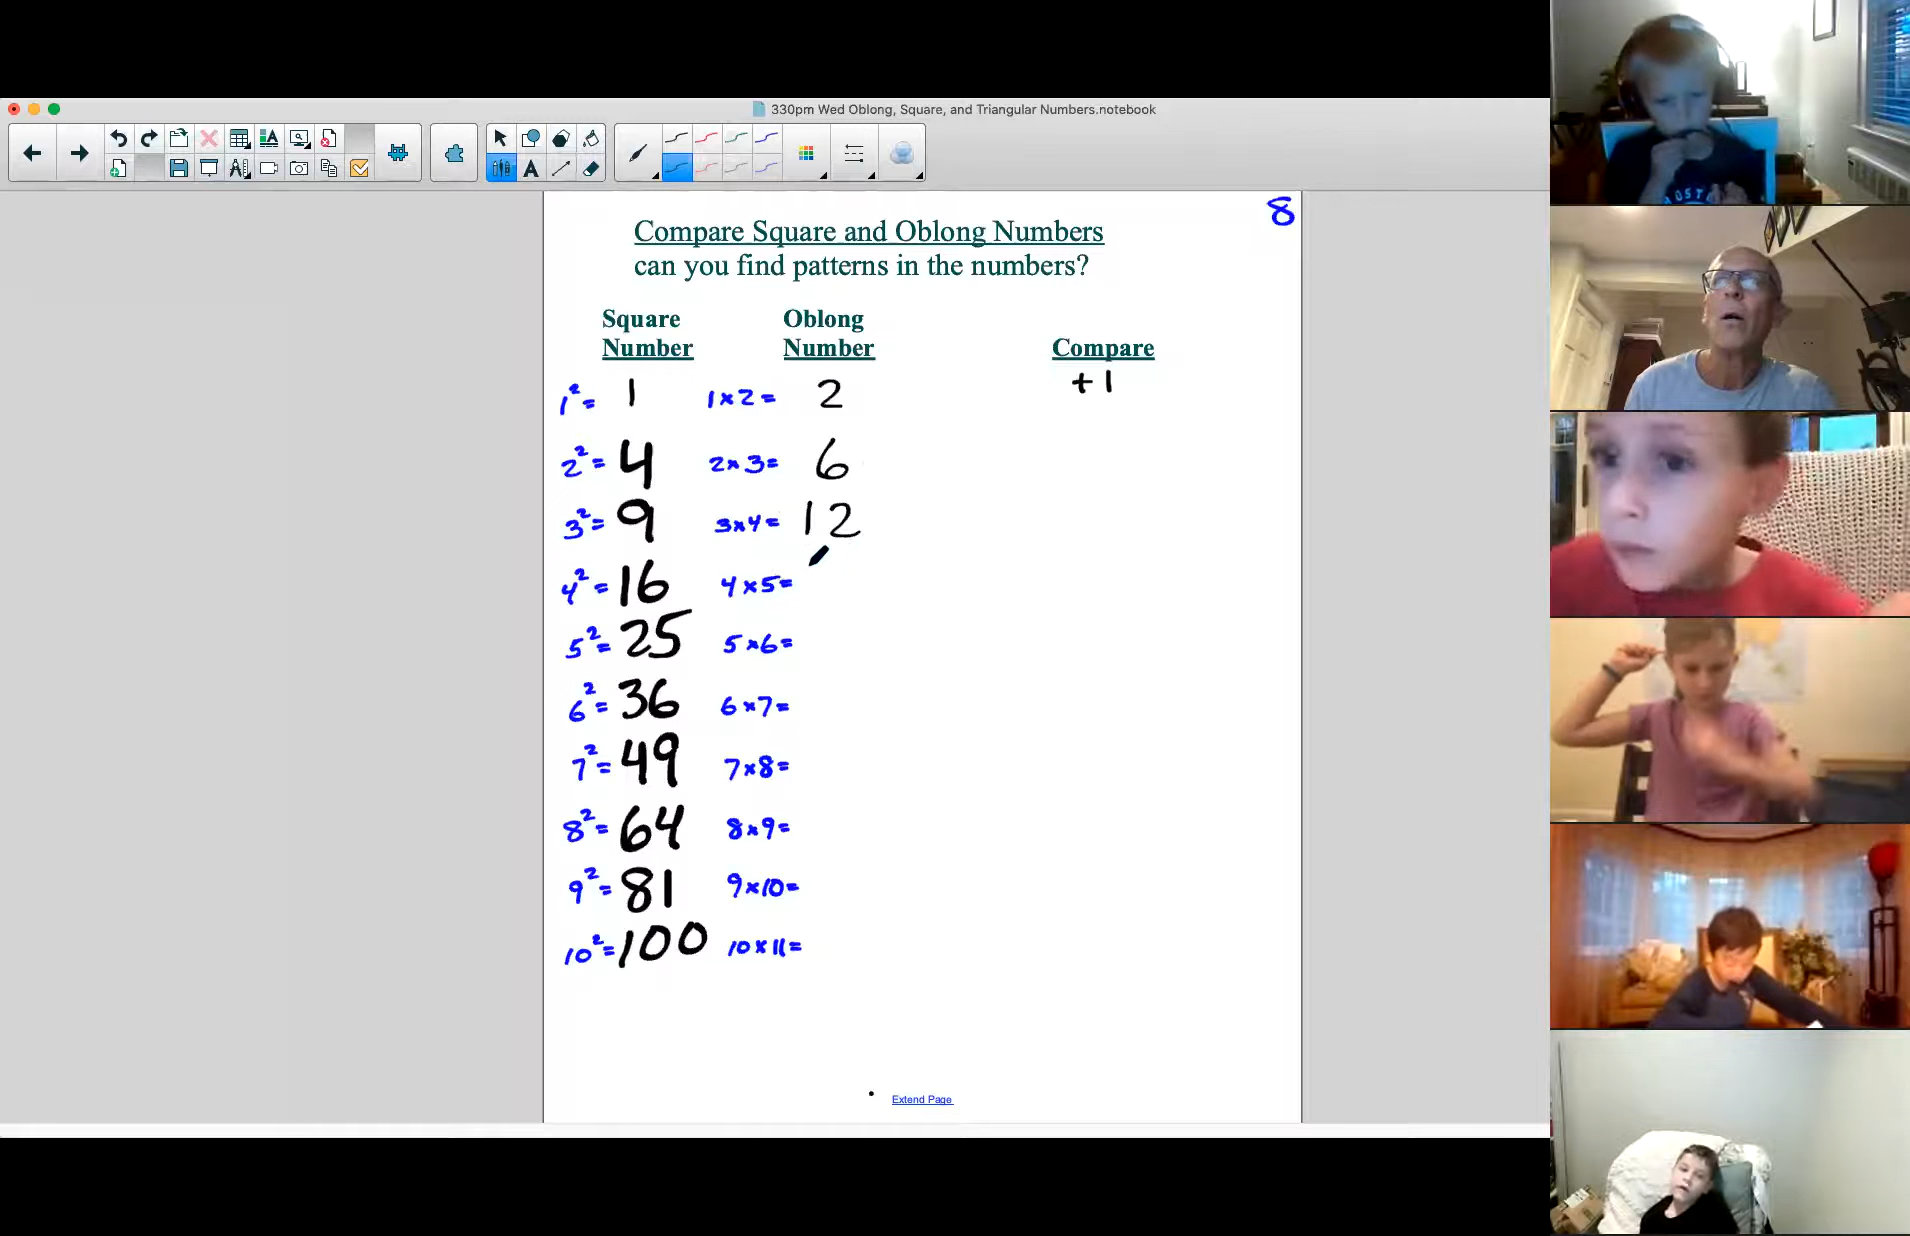 330pm Wed Oblong, Square, and Triangular Numbers.notebook
A
8
Compare Square and Oblong Numbers
can you find patterns in the numbers?
Square Number
Oblong Number
Compare
1² = 1 1 × 2 = 2 +1
2² = 4 2 × 3 = 6
3² = 9 3 × 4 = 12
4² = 16 4 × 5 =
5² = 25 5 × 6 =
6² = 36 6 × 7 =
7² = 49 7 × 8 =
8² = 64 8 × 9 =
9² = 81 9 × 10 =
10² = 100 10 × 11 =
Extend Page